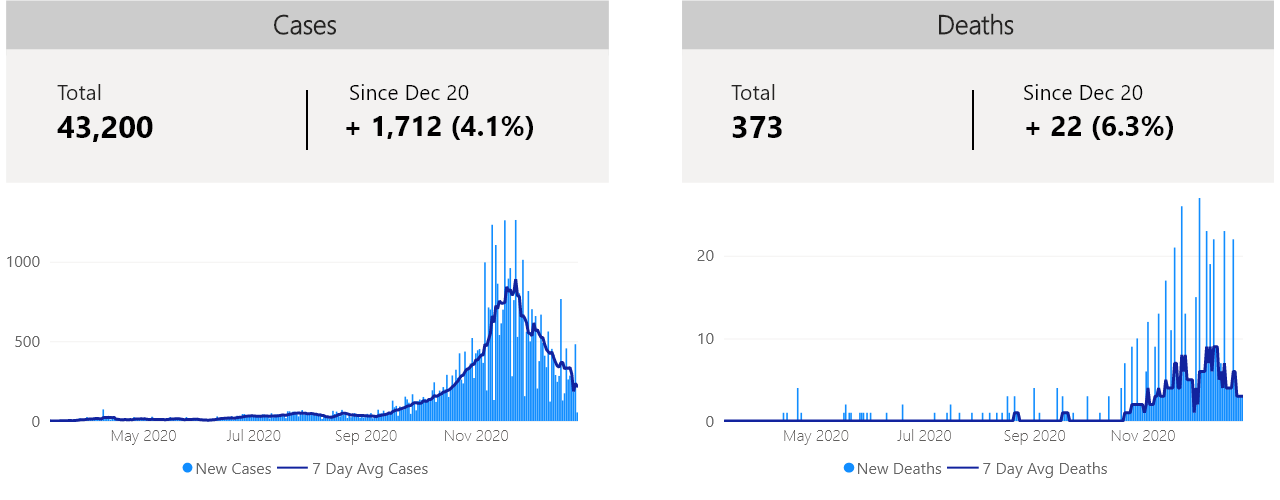 Cases
Total
43,200
Since Dec 20
+ 1,712 (4.1%)
1000
500
0
May 2020 Jul 2020 Sep 2020 Nov 2020
New Cases 7 Day Avg Cases
Deaths
Total
373
Since Dec 20
+ 22 (6.3%)
20
10
0
May 2020 Jul 2020 Sep 2020 Nov 2020
New Deaths 7 Day Avg Deaths